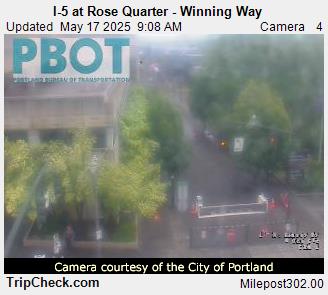 I-5 at Rose Quarter - Winning Way
Updated May 17 2025 9:08 AM Camera 4
PBOT
PORTLAND BUREAU OF TRANSPORTATION
Camera courtesy of the City of Portland
TripCheck.com Milepost302.00